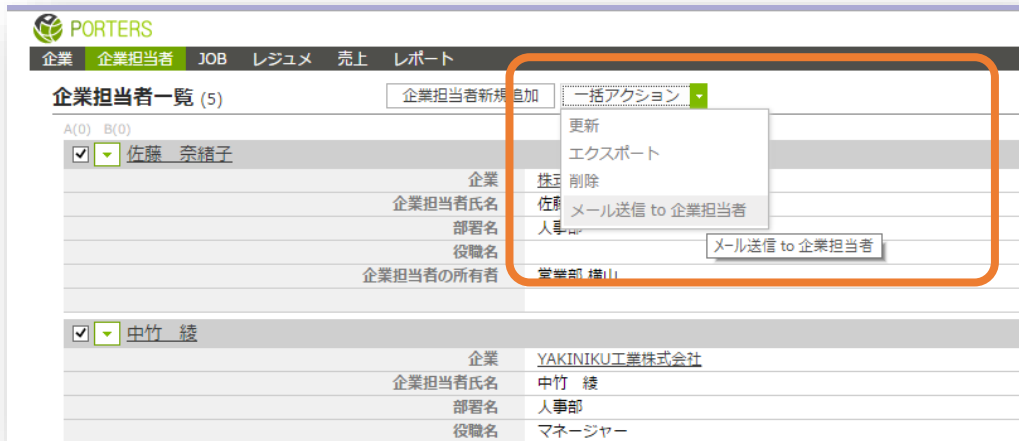 PORTERS
企業 企業担当者 JOB レジュメ 売上 レポート
企業担当者一覧 (5) 企業担当者新規追加 一括アクション
A(0) B(0)
更新
エクスポート
佐藤 奈緒子
企業 株式
削除
企業担当者氏名 佐藤
メール送信 to 企業担当者
部署名 人事部
役職名
メール送信 to 企業担当者
企業担当者の所有者 営業部 横山
中竹 綾
企業 YAKINIKU工業株式会社
企業担当者氏名 中竹 綾
部署名 人事部
役職名 マネージャー